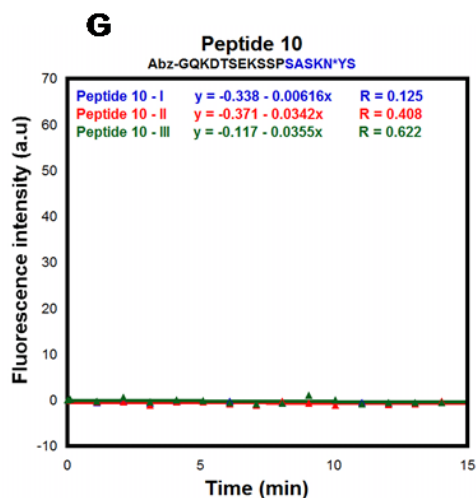 G
Peptide 10
Abz-GQKDTSEKSSPSASKN*YS
70
Peptide 10 - I y = -0.338 - 0.00616x R = 0.125
Peptide 10 - II y = -0.371 - 0.0342x R = 0.408
Peptide 10 - III y = -0.117 - 0.0355x R = 0.622
60
50
40
30
20
10
0
-10
Fluorescence intensity (a.u)
0 5 10 15
Time (min)